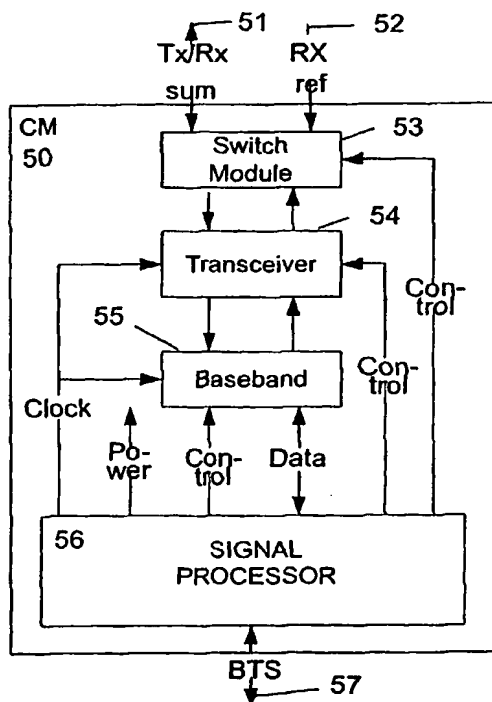 51
52
Tx/Rx
RX
sum
ref
CM
50
53
Switch
Module
54
Transceiver
55
Baseband
Con-
trol
Con-
trol
Clock
Po-
wer
Con-
trol
Data
56
SIGNAL
PROCESSOR
BTS
57